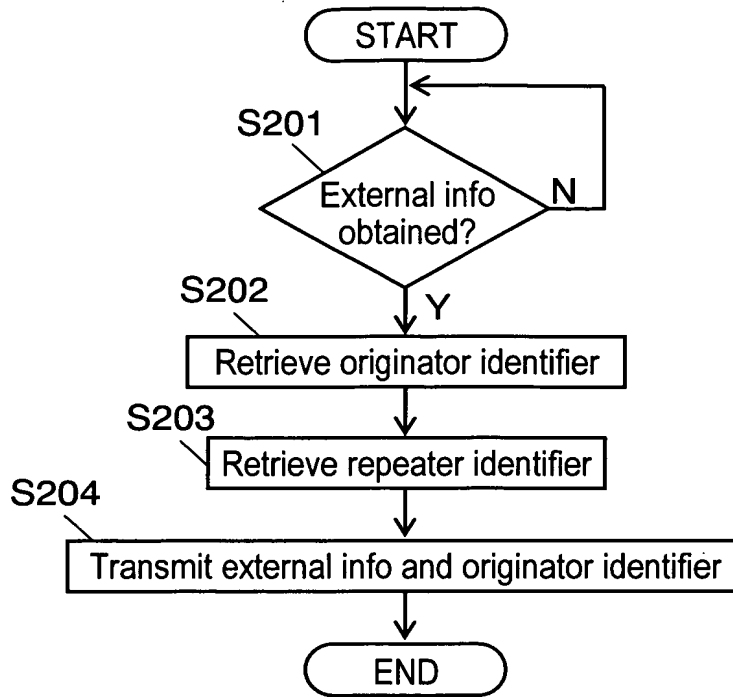 START
S201
External info
obtained?
N
S202
Y
Retrieve originator identifier
S203
Retrieve repeater identifier
S204
Transmit external info and originator identifier
END